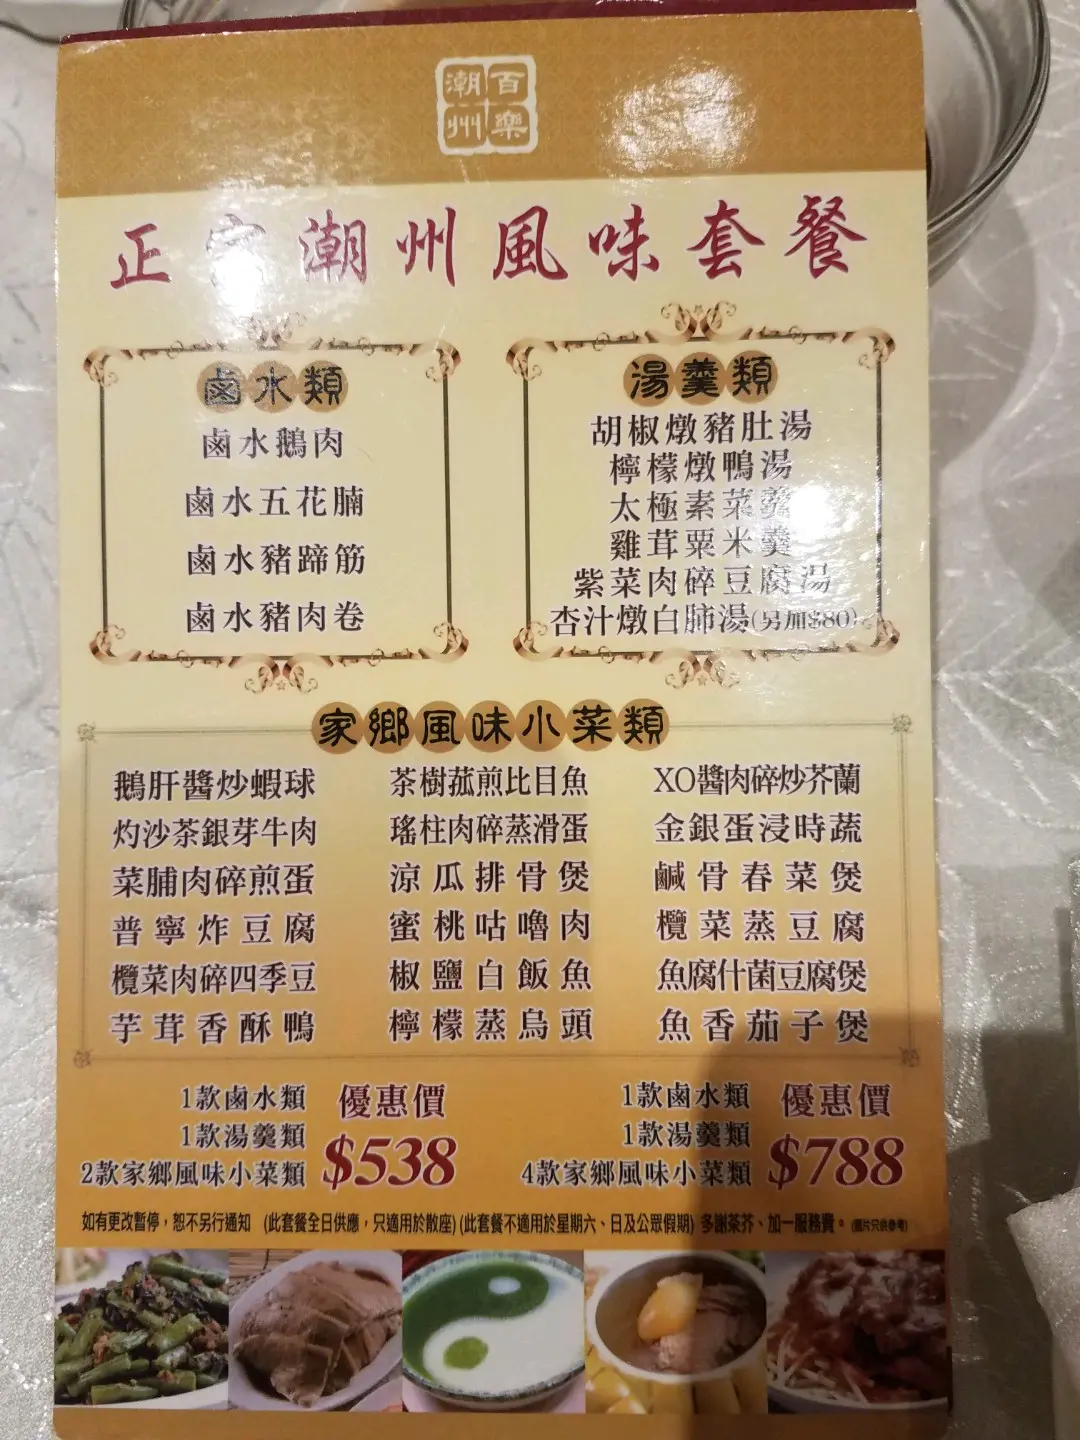 百樂
潮州
正宗潮州風味套餐
鹵水類
鹵水鵝肉
鹵水五花腩
鹵水豬蹄筋
鹵水豬肉卷
湯羹類
胡椒燉豬肚湯
檸檬燉鴨湯
太極素菜羹
雞茸粟米羹
紫菜肉碎豆腐湯
杏汁燉白肺湯(另加$80)
家鄉風味小菜類
鵝肝醬炒蝦球
灼沙茶銀芽牛肉
菜脯肉碎煎蛋
普寧炸豆腐
欖菜肉碎四季豆
芋茸香酥鴨
茶樹菰煎比目魚
瑤柱肉碎蒸滑蛋
涼瓜排骨煲
蜜桃咕嚕肉
椒鹽白飯魚
檸檬蒸烏頭
XO醬肉碎炒芥蘭
金銀蛋浸時蔬
鹹骨春菜煲
欖菜蒸豆腐
魚腐什菌豆腐煲
魚香茄子煲
1款鹵水類
1款湯羹類
2款家鄉風味小菜類
優惠價
$538
1款鹵水類
1款湯羹類
4款家鄉風味小菜類
優惠價
$788
如有更改暫停，恕不另行通知 (此套餐全日供應，只適用於散座) (此套餐不適用於星期六、日及公眾假期) 多謝茶芥、加一服務費。 (圖片只供參考)